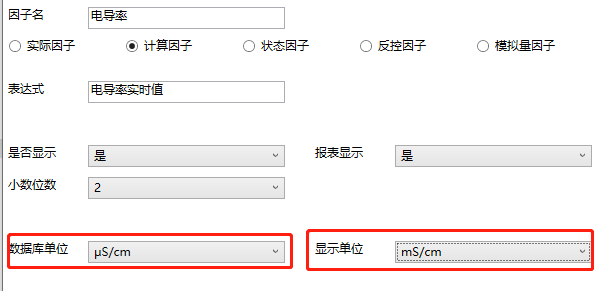 因子名 电导率
实际因子 计算因子 状态因子 反控因子 模拟量因子
表达式 电导率实时值
是否显示 是 报表显示 是
小数位数 2
数据库单位 μS/cm 显示单位 mS/cm